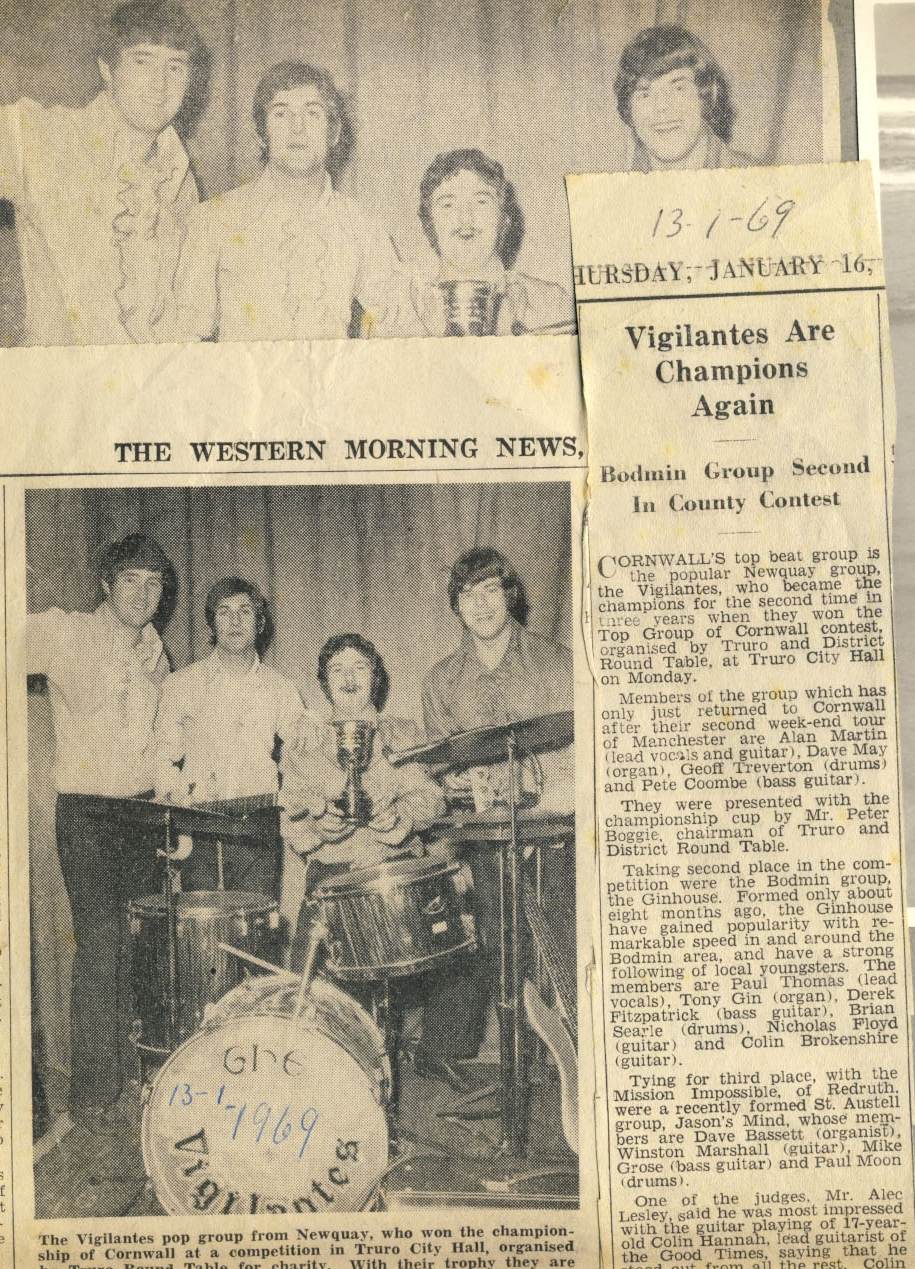 13-1-69
HURSDAY, JANUARY 16,
Vigilantes Are
Champions
Again
Bodmin Group Second
In County Contest
CORNWALL'S top beat group is
the popular Newquay group,
the Vigilantes, who became the
champions for the second time in
three years when they won the
Top Group of Cornwall contest,
organised by Truro and District
Round Table, at Truro City Hall
on Monday.
Members of the group which has
only just returned to Cornwall
after their second week-end tour
of Manchester are Alan Martin
(lead vocals and guitar), Dave May
(organ), Geoff Treverton (drums)
and Pete Coombe (bass guitar).
They were presented with the
championship cup by Mr. Peter
Boggie, chairman of Truro and
District Round Table.
Taking second place in the com-
petition were the Bodmin group,
the Ginhouse. Formed only about
eight months ago, the Ginhouse
have gained popularity with re-
markable speed in and around the
Bodmin area, and have a strong
following of local youngsters. The
members are Paul Thomas (lead
vocals), Tony Gin (organ), Derek
Fitzpatrick (bass guitar), Brian
Searle (drums), Nicholas Floyd
(guitar) and Colin Brokenshire
(guitar).
Tying for third place, with the
Mission Impossible, of Redruth,
were a recently formed St. Austell
group, Jason's Mind, whose mem-
bers are Dave Bassett (organist),
Winston Marshall (guitar), Mike
Grose (bass guitar) and Paul Moon
(drums).
One of the judges, Mr. Alec
Lesley, said he was most impressed
with the guitar playing of 17-year-
old Colin Hannah, lead guitarist of
the Good Times, saying that he
stood out from all the rest. Colin
THE WESTERN MORNING NEWS,
The
13-1-1969
Vigilantes
The Vigilantes pop group from Newquay, who won the champion-
ship of Cornwall at a competition in Truro City Hall, organised
by Truro Round Table for charity. With their trophy they are